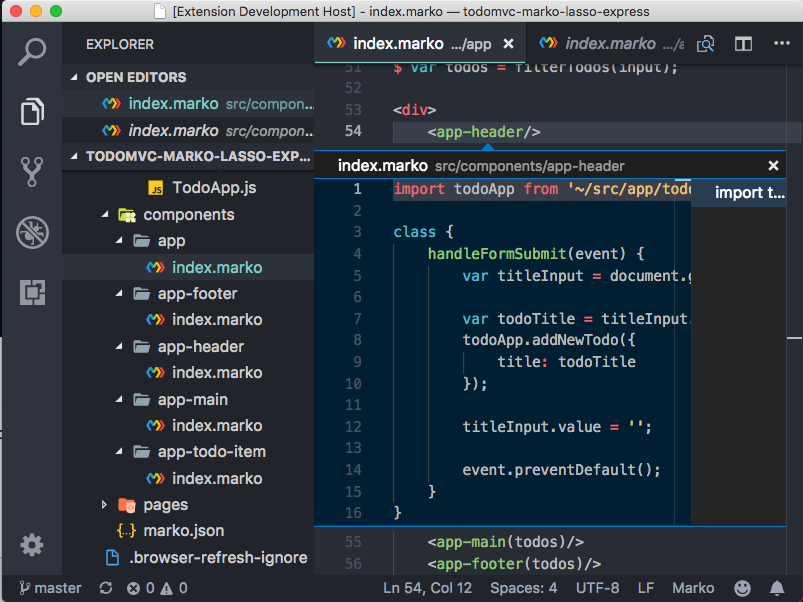 [Extension Development Host] - index.marko — todomvc-marko-lasso-express
EXPLORER
OPEN EDITORS
index.marko src/compon...
index.marko src/compon...
TODOMVC-MARKO-LASSO-EXP...
JS TodoApp.js
components
app
index.marko
app-footer
index.marko
app-header
index.marko
app-main
index.marko
app-todo-item
index.marko
pages
{..} marko.json
.browser-refresh-ignore
index.marko .../app
index.marko .../a
51 $ var todos = filterTodos(input);
52
53 <div>
54 <app-header/>
index.marko src/components/app-header
1 import todoApp from '~/src/app/todo
2
3 class {
4 handleFormSubmit(event) {
5 var titleInput = document.g
6
7 var todoTitle = titleInput.
8 todoApp.addNewTodo({
9 title: todoTitle
10 });
11
12 titleInput.value = '';
13
14 event.preventDefault();
15 }
16 }
import t...
55 <app-main(todos)/>
56 <app-footer(todos)/>
master 0 0 Ln 54, Col 12 Spaces: 4 UTF-8 LF Marko